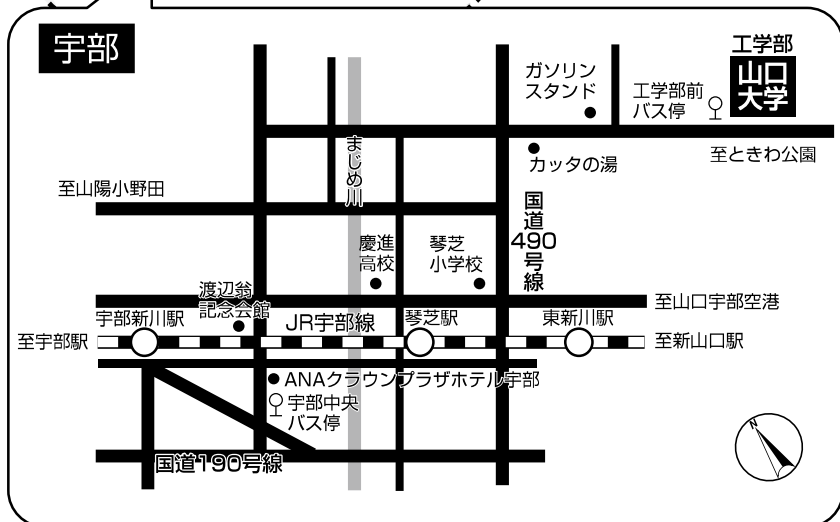 宇部
工学部
山口
大学
ガソリン
スタンド
工学部前
バス停
カッタの湯
至ときわ公園
まじめ川
至山陽小野田
国道490号線
慶進
高校
琴芝
小学校
渡辺翁
記念会館
至山口宇部空港
宇部新川駅
JR宇部線
琴芝駅
東新川駅
至宇部駅
至新山口駅
ANAクラウンプラザホテル宇部
宇部中央
バス停
国道190号線
N